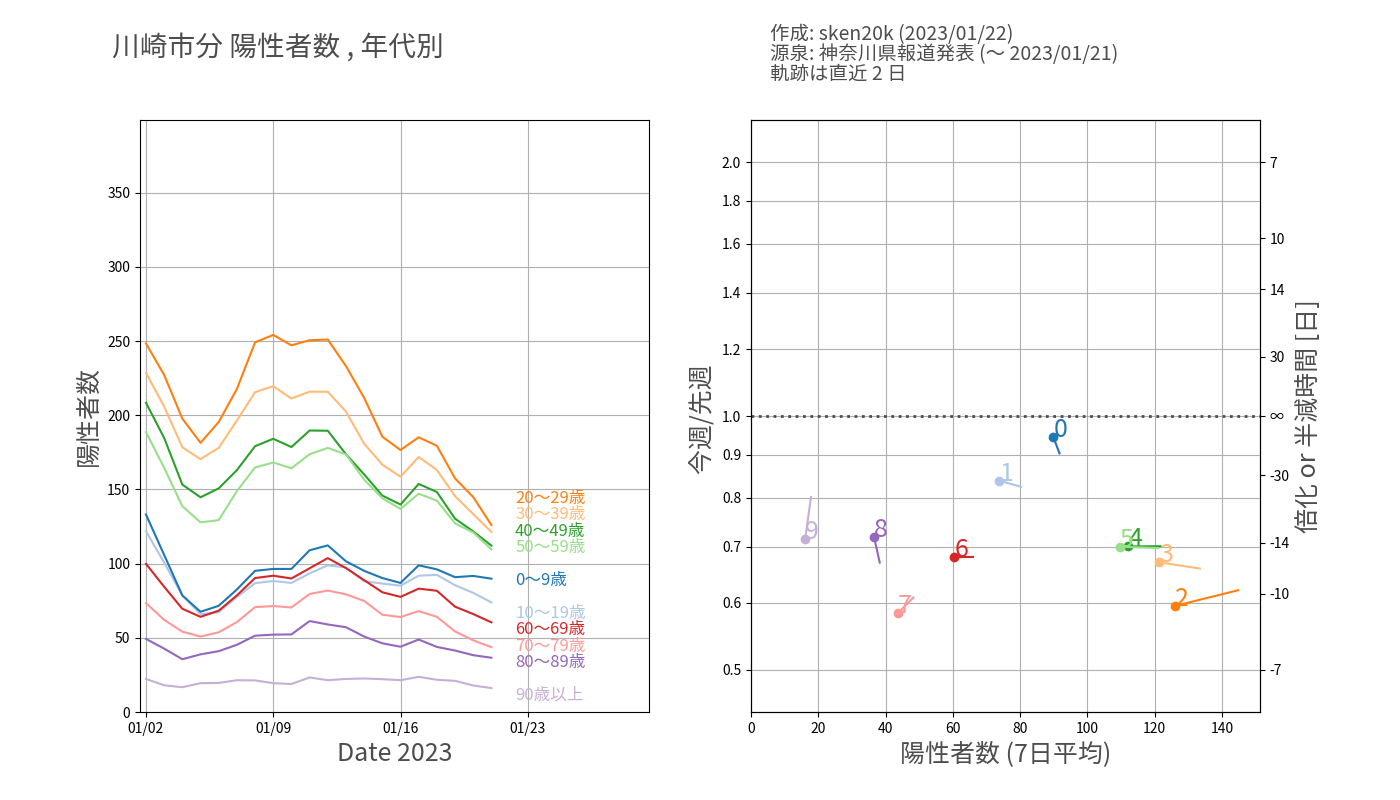 川崎市分 陽性者数 , 年代別
作成: sken20k (2023/01/22)
源泉: 神奈川県報道発表 (〜 2023/01/21)
軌跡は直近 2 日
陽性者数
350
300
250
200
150
100
50
0
01/02
01/09
01/16
01/23
Date 2023
20〜29歳
30〜39歳
40〜49歳
50〜59歳
0〜9歳
10〜19歳
60〜69歳
70〜79歳
80〜89歳
90歳以上
今週/先週
2.0
1.8
1.6
1.4
1.2
1.0
0.9
0.8
0.7
0.6
0.5
0
1
9
8
6
7
5
4
3
2
0
20
40
60
80
100
120
140
陽性者数 (7日平均)
7
10
14
30
∞
-30
-14
-10
-7
倍化 or 半減時間 [日]